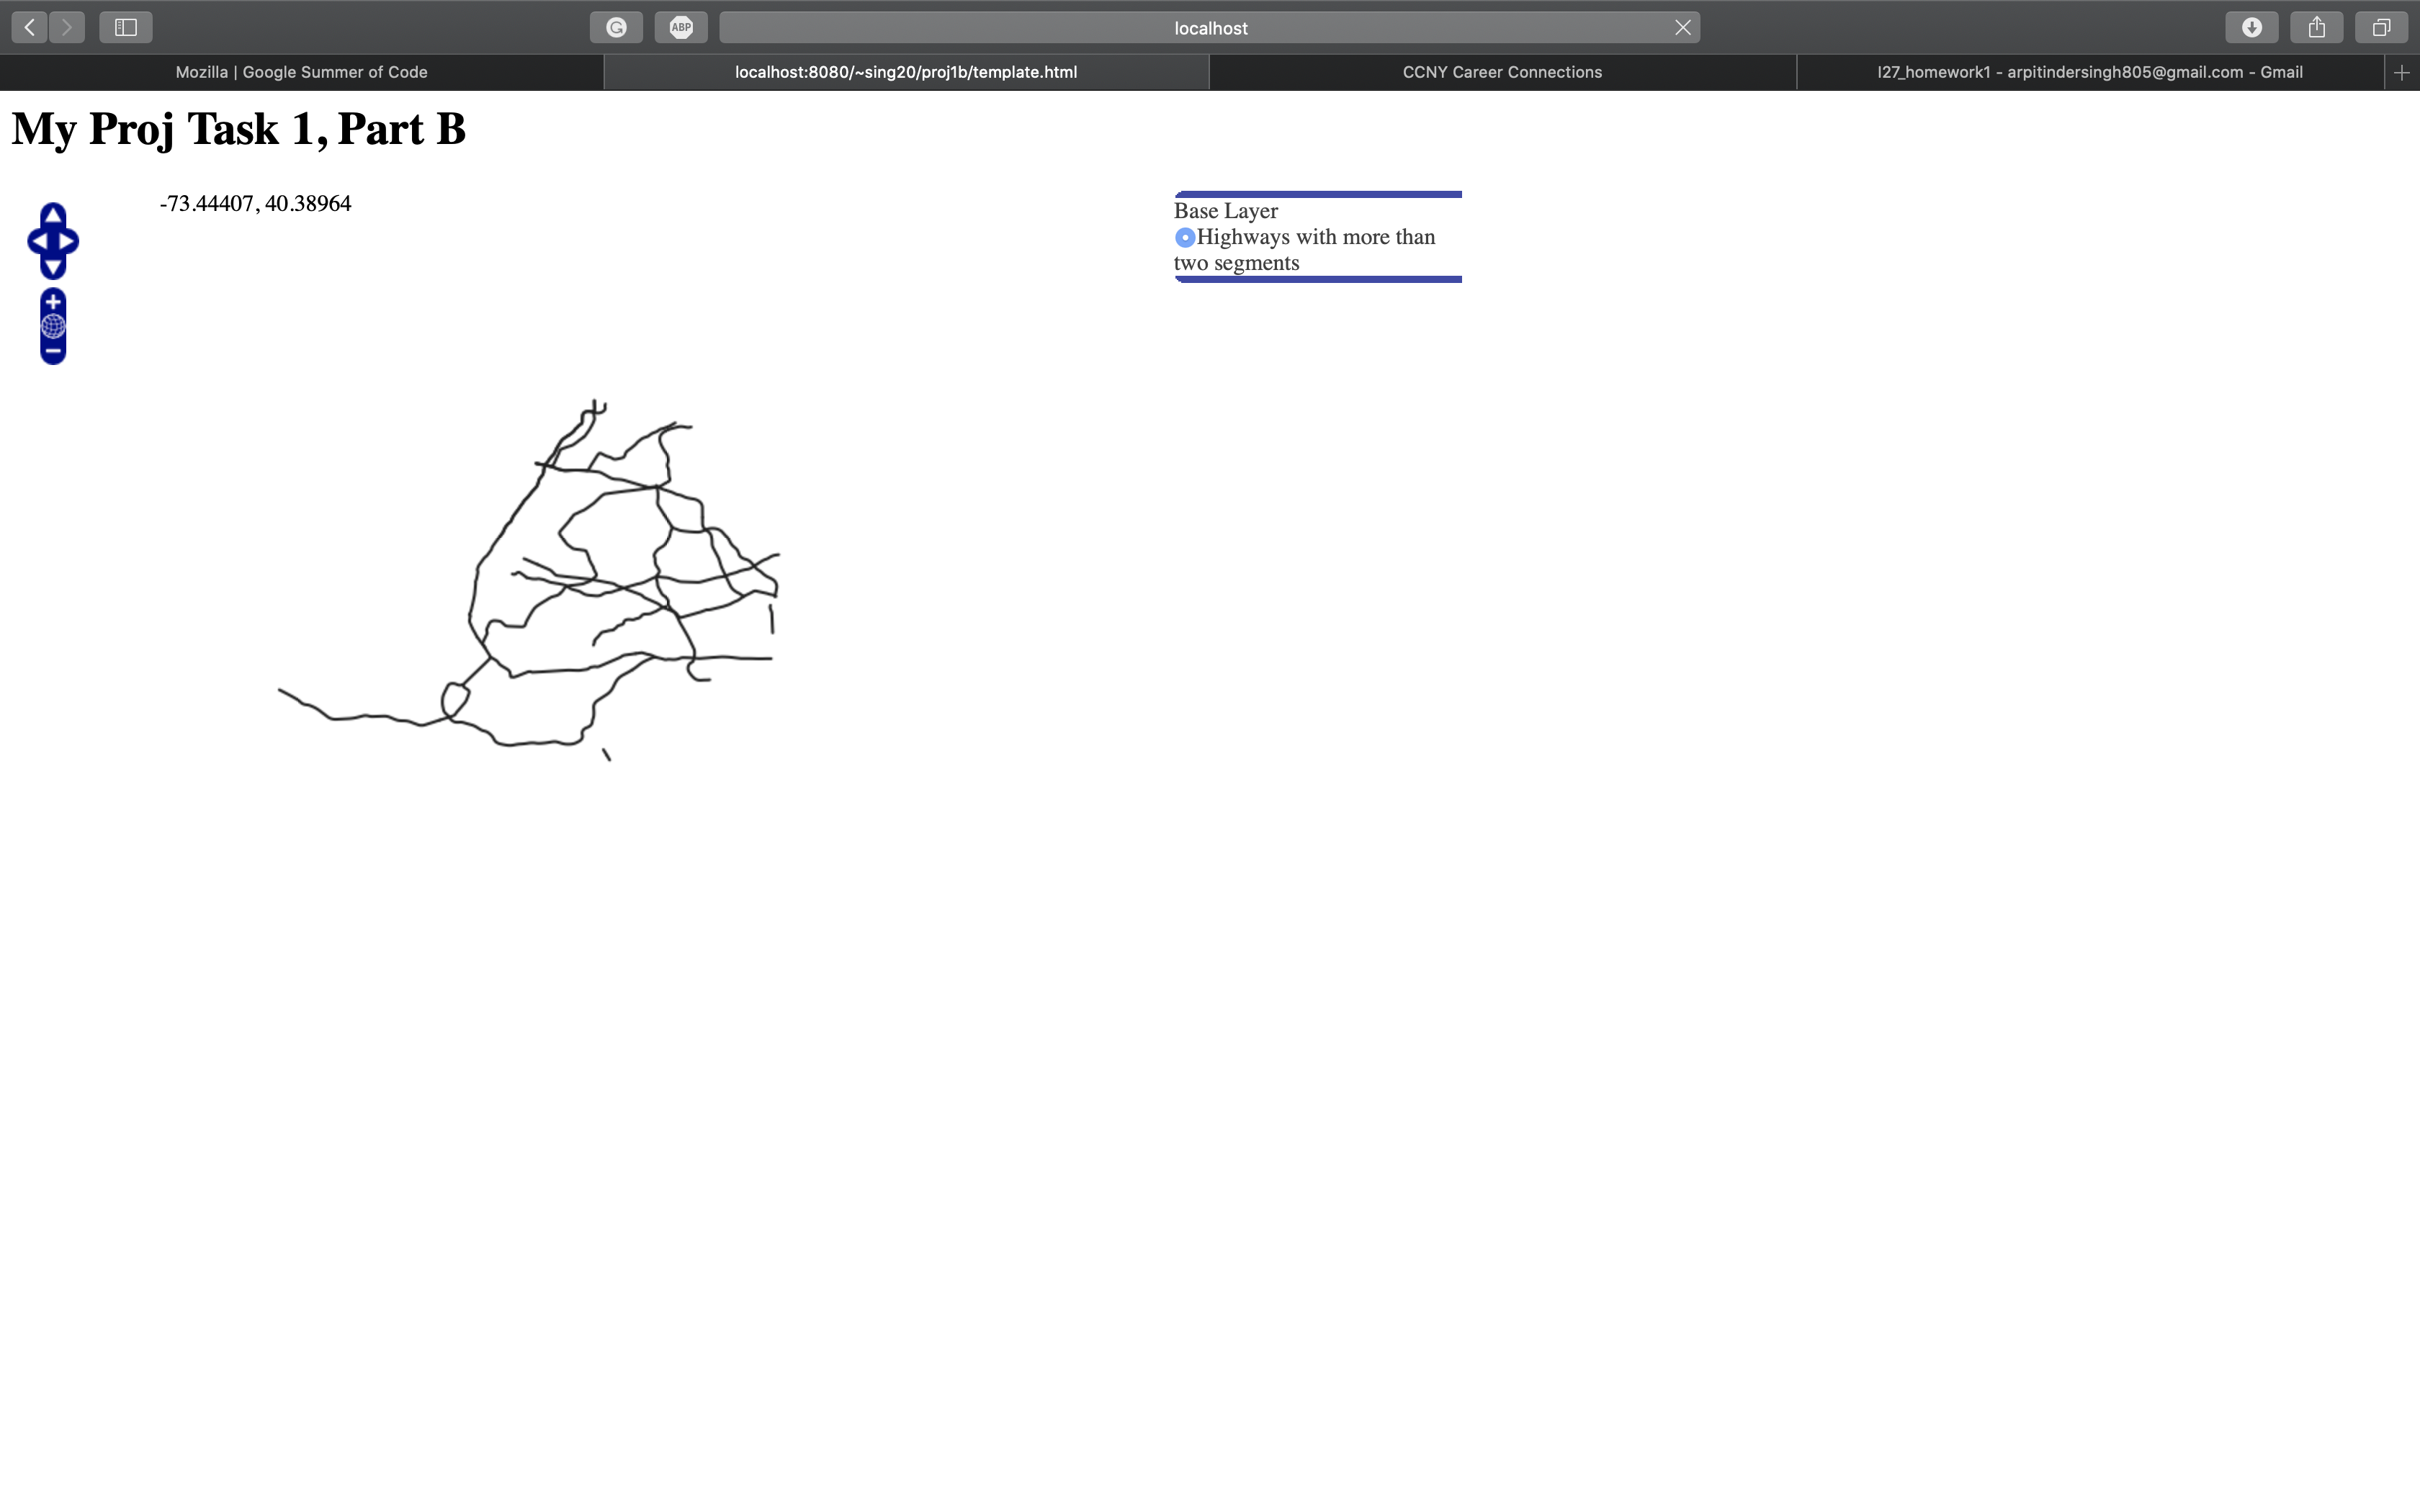 ABP
localhost
Mozilla | Google Summer of Code
localhost:8080/~sing20/proj1b/template.html
CCNY Career Connections
I27_homework1 - arpitindersingh805@gmail.com - Gmail
My Proj Task 1, Part B
-73.44407, 40.38964
Base Layer
Highways with more than
two segments